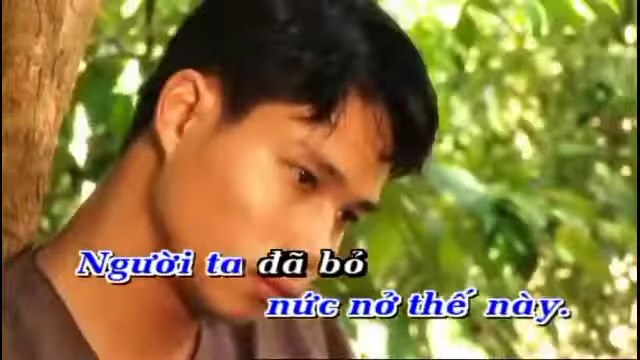 Người ta đã bỏ
nức nở thế này.